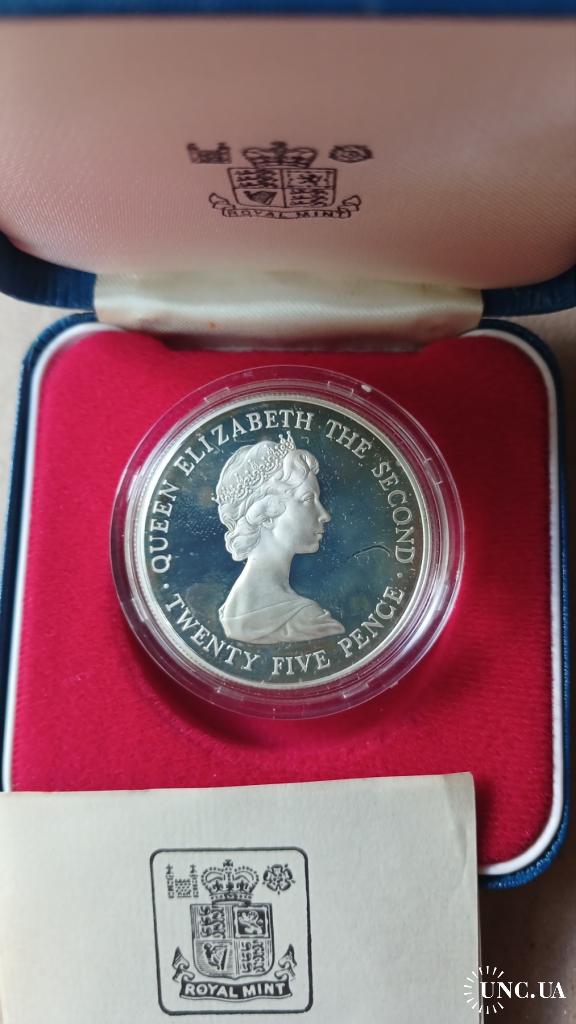 ROYAL MINT
· QUEEN ELIZABETH THE SECOND ·
TWENTY FIVE PENCE
ROYAL MINT
UNC.UA